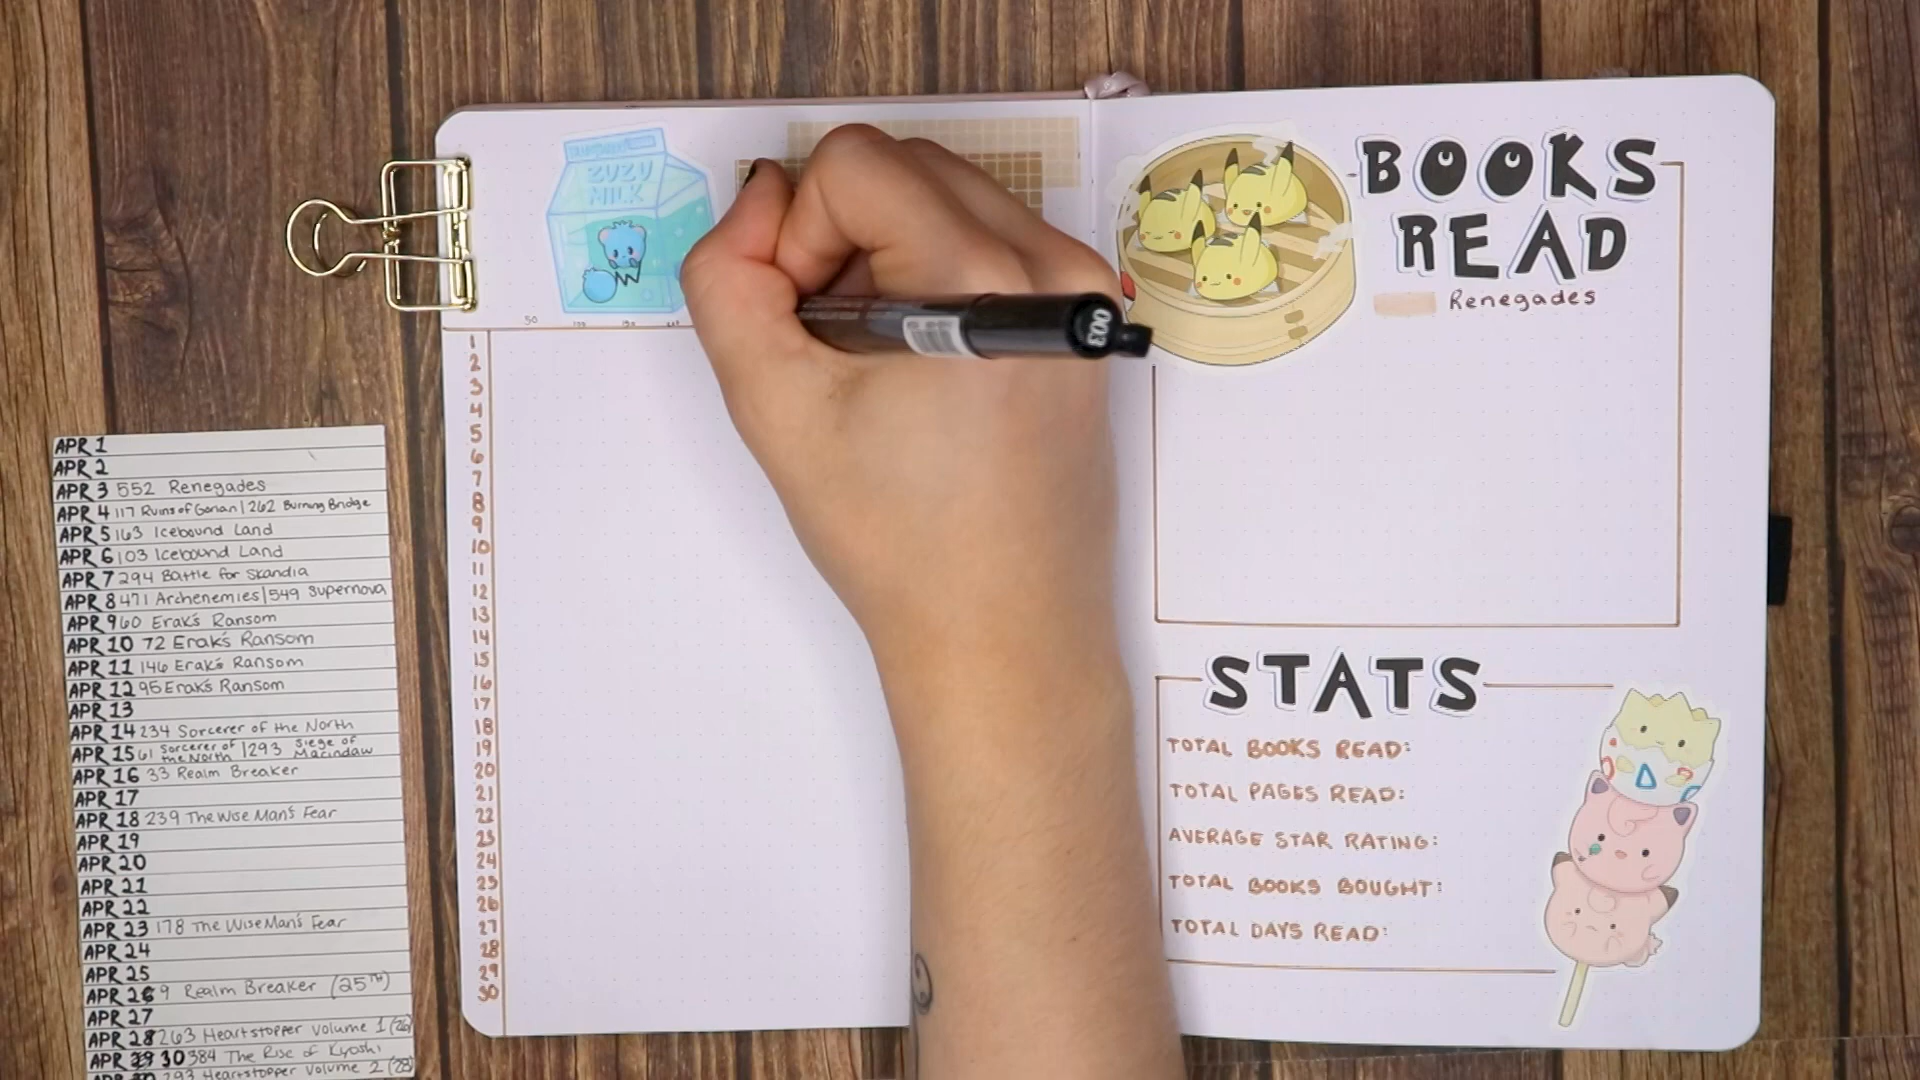 ZUZU
MILK
50 100 150
1
2
3
4
5
6
7
8
9
10
11
12
13
14
15
16
17
18
19
20
21
22
23
24
25
26
27
28
29
30
003
BOOKS
READ
Renegades
STATS
TOTAL BOOKS READ:
TOTAL PAGES READ:
AVERAGE STAR RATING:
TOTAL BOOKS BOUGHT:
TOTAL DAYS READ:
APR 1
APR 2
APR 3 552 Renegades
APR 4 117 Ruins of Gorlan | 262 Burning Bridge
APR 5 163 Icebound Land
APR 6 103 Icebound Land
APR 7 294 Battle for Skandia
APR 8 471 Archenemies | 549 Supernova
APR 9 60 Erak's Ransom
APR 10 72 Erak's Ransom
APR 11 146 Erak's Ransom
APR 12 95 Erak's Ransom
APR 13
APR 14 234 Sorcerer of the North
APR 15 61 Sorcerer of the North | 293 Siege of Macindaw
APR 16 33 Realm Breaker
APR 17
APR 18 239 The Wise Man's Fear
APR 19
APR 20
APR 21
APR 22
APR 23 178 The Wise Man's Fear
APR 24
APR 25
APR 26 9 Realm Breaker (25TH)
APR 27
APR 28 263 Heartstopper Volume 1 (26
APR 29 30 384 The Rise of Kyoshi
APR 30 293 Heartstopper Volume 2 (28